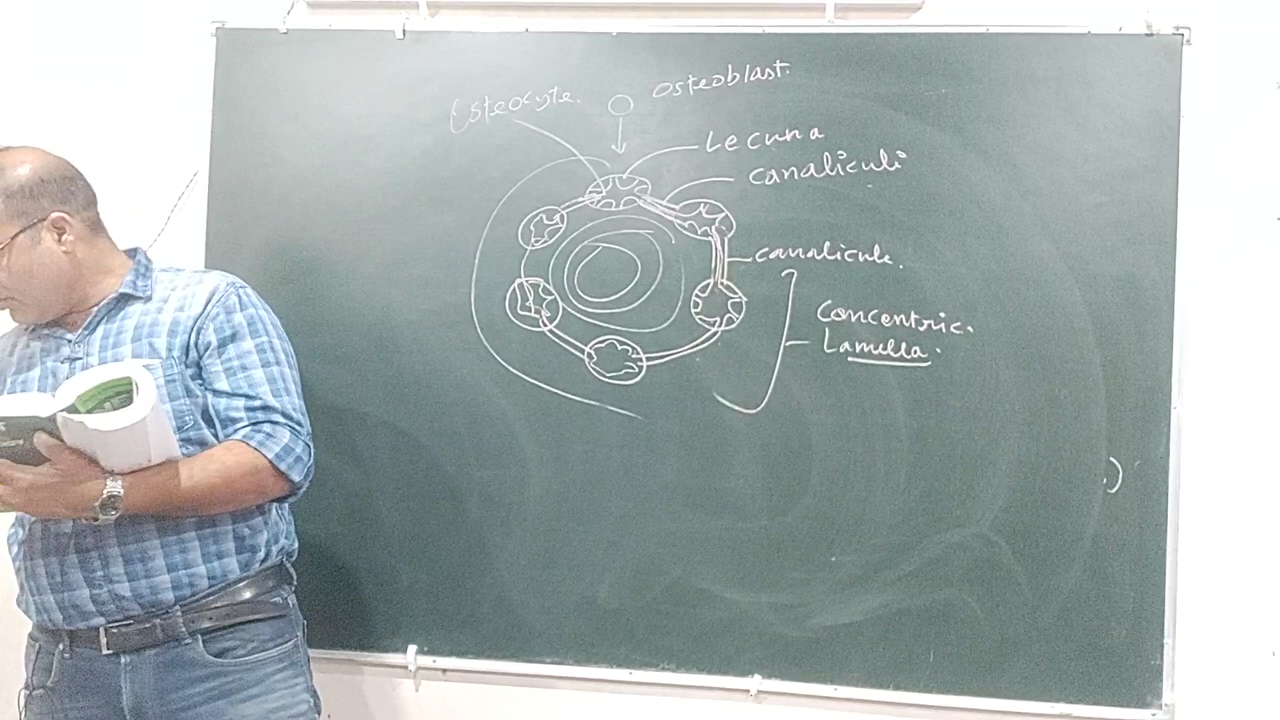 osteoblast.
Osteocyte.
Lecuna
canaliculi
canalicule.
Concentric.
Lamella.